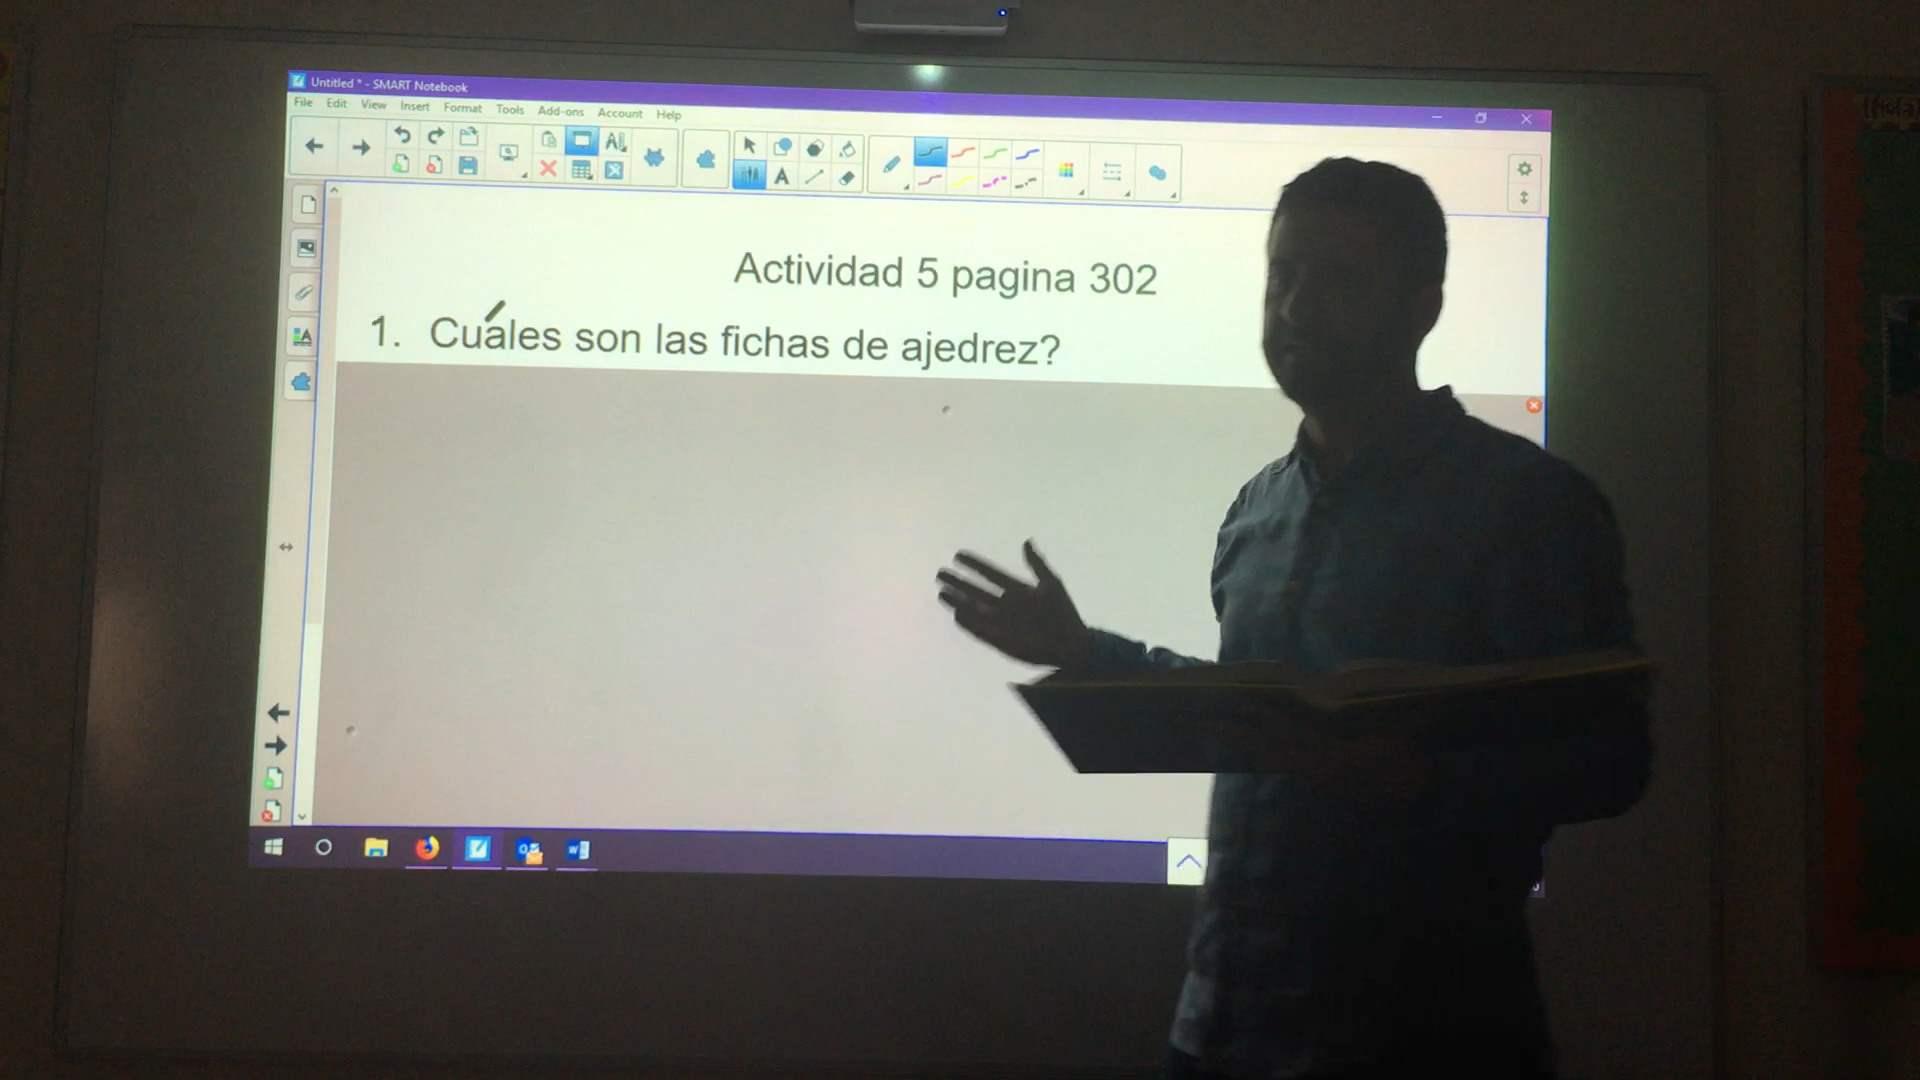 Untitled * - SMART Notebook
File Edit View Insert Format Tools Add-ons Account Help
Actividad 5 pagina 302
1. Cuáles son las fichas de ajedrez?